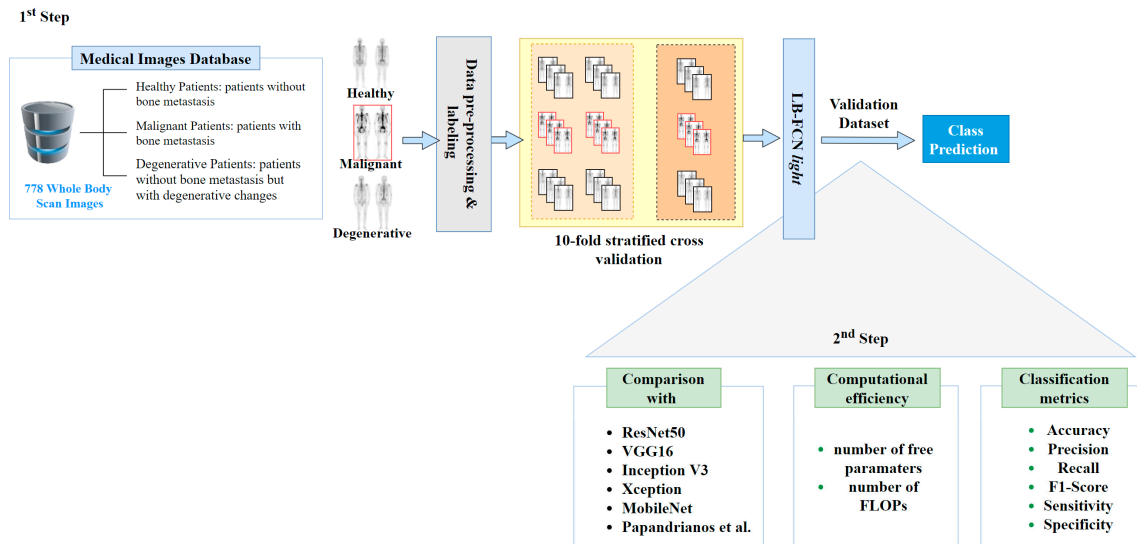 1st Step
Medical Images Database
Healthy Patients: patients without
bone metastasis
Malignant Patients: patients with
bone metastasis
Degenerative Patients: patients
without bone metastasis but
with degenerative changes
778 Whole Body
Scan Images
Healthy
Malignant
Degenerative
Data pre-processing &
labeling
10-fold stratified cross
validation
LB-FCN light
Validation
Dataset
Class
Prediction
2nd Step
Comparison
with
ResNet50
VGG16
Inception V3
Xception
MobileNet
Papandrianos et al.
Computational
efficiency
number of free
paramaters
number of
FLOPs
Classification
metrics
Accuracy
Precision
Recall
F1-Score
Sensitivity
Specificity